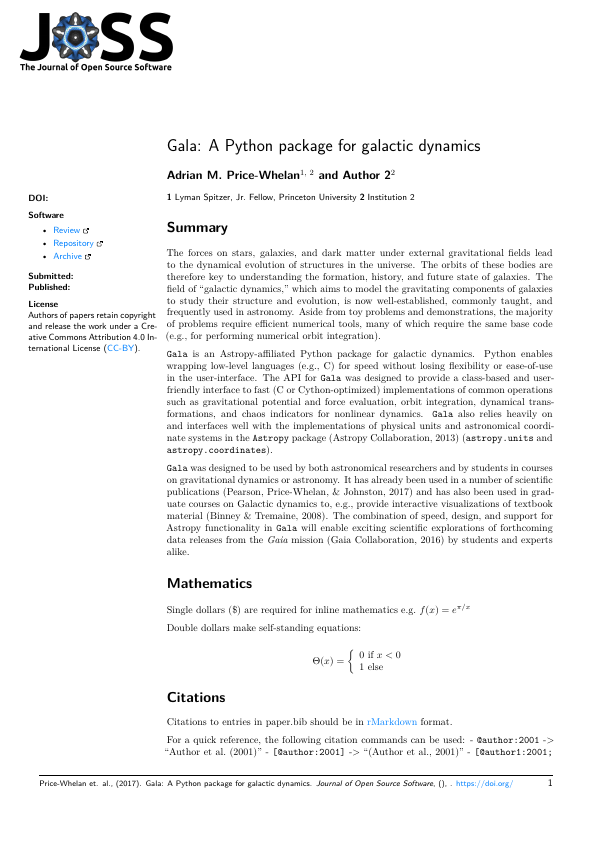 JOSS
The Journal of Open Source Software
Gala: A Python package for galactic dynamics
Adrian M. Price-Whelan1, 2 and Author 22
1 Lyman Spitzer, Jr. Fellow, Princeton University 2 Institution 2
DOI:
Software
• Review
• Repository
• Archive
Submitted:
Published:
License
Authors of papers retain copyright
and release the work under a Cre-
ative Commons Attribution 4.0 In-
ternational License (CC-BY).
Summary
The forces on stars, galaxies, and dark matter under external gravitational fields lead
to the dynamical evolution of structures in the universe. The orbits of these bodies are
therefore key to understanding the formation, history, and future state of galaxies. The
field of “galactic dynamics,” which aims to model the gravitating components of galaxies
to study their structure and evolution, is now well-established, commonly taught, and
frequently used in astronomy. Aside from toy problems and demonstrations, the majority
of problems require efficient numerical tools, many of which require the same base code
(e.g., for performing numerical orbit integration).
Gala is an Astropy-affiliated Python package for galactic dynamics. Python enables
wrapping low-level languages (e.g., C) for speed without losing flexibility or ease-of-use
in the user-interface. The API for Gala was designed to provide a class-based and user-
friendly interface to fast (C or Cython-optimized) implementations of common operations
such as gravitational potential and force evaluation, orbit integration, dynamical trans-
formations, and chaos indicators for nonlinear dynamics. Gala also relies heavily on
and interfaces well with the implementations of physical units and astronomical coordi-
nate systems in the Astropy package (Astropy Collaboration, 2013) (astropy.units and
astropy.coordinates).
Gala was designed to be used by both astronomical researchers and by students in courses
on gravitational dynamics or astronomy. It has already been used in a number of scientific
publications (Pearson, Price-Whelan, & Johnston, 2017) and has also been used in grad-
uate courses on Galactic dynamics to, e.g., provide interactive visualizations of textbook
material (Binney & Tremaine, 2008). The combination of speed, design, and support for
Astropy functionality in Gala will enable exciting scientific explorations of forthcoming
data releases from the Gaia mission (Gaia Collaboration, 2016) by students and experts
alike.
Mathematics
Single dollars ($) are required for inline mathematics e.g. f(x) = e^{π/x}
Double dollars make self-standing equations:
Θ(x) = { 0 if x < 0
1 else
Citations
Citations to entries in paper.bib should be in rMarkdown format.
For a quick reference, the following citation commands can be used: - @author:2001 ->
“Author et al. (2001)” - [@author:2001] -> “(Author et al., 2001)” - [@author1:2001;
Price-Whelan et. al., (2017). Gala: A Python package for galactic dynamics. Journal of Open Source Software, (), . https://doi.org/ 1